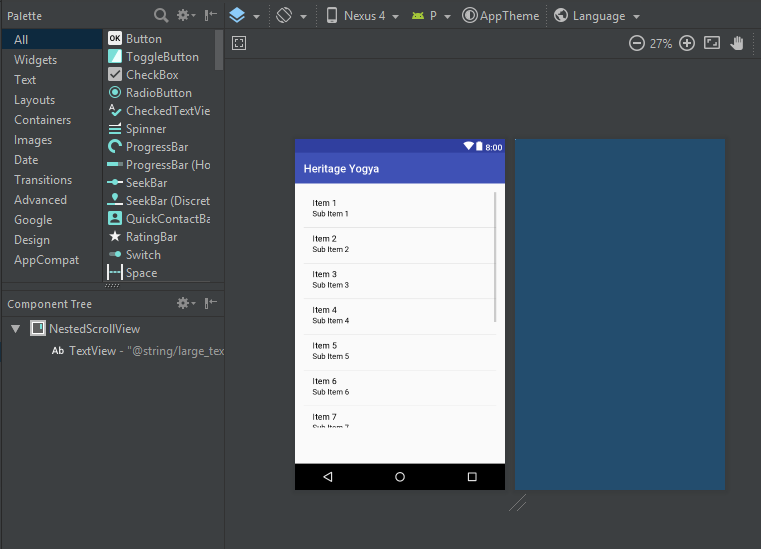 Palette
All
Widgets
Text
Layouts
Containers
Images
Date
Transitions
Advanced
Google
Design
AppCompat
OK Button
ToggleButton
CheckBox
RadioButton
CheckedTextVie
Spinner
ProgressBar
ProgressBar (Ho
SeekBar
SeekBar (Discret
QuickContactBa
RatingBar
Switch
Space
Component Tree
NestedScrollView
Ab TextView - "@string/large_tex
Nexus 4 P AppTheme Language
27%
8:00
Heritage Yogya
Item 1
Sub Item 1
Item 2
Sub Item 2
Item 3
Sub Item 3
Item 4
Sub Item 4
Item 5
Sub Item 5
Item 6
Sub Item 6
Item 7
Sub Item 7